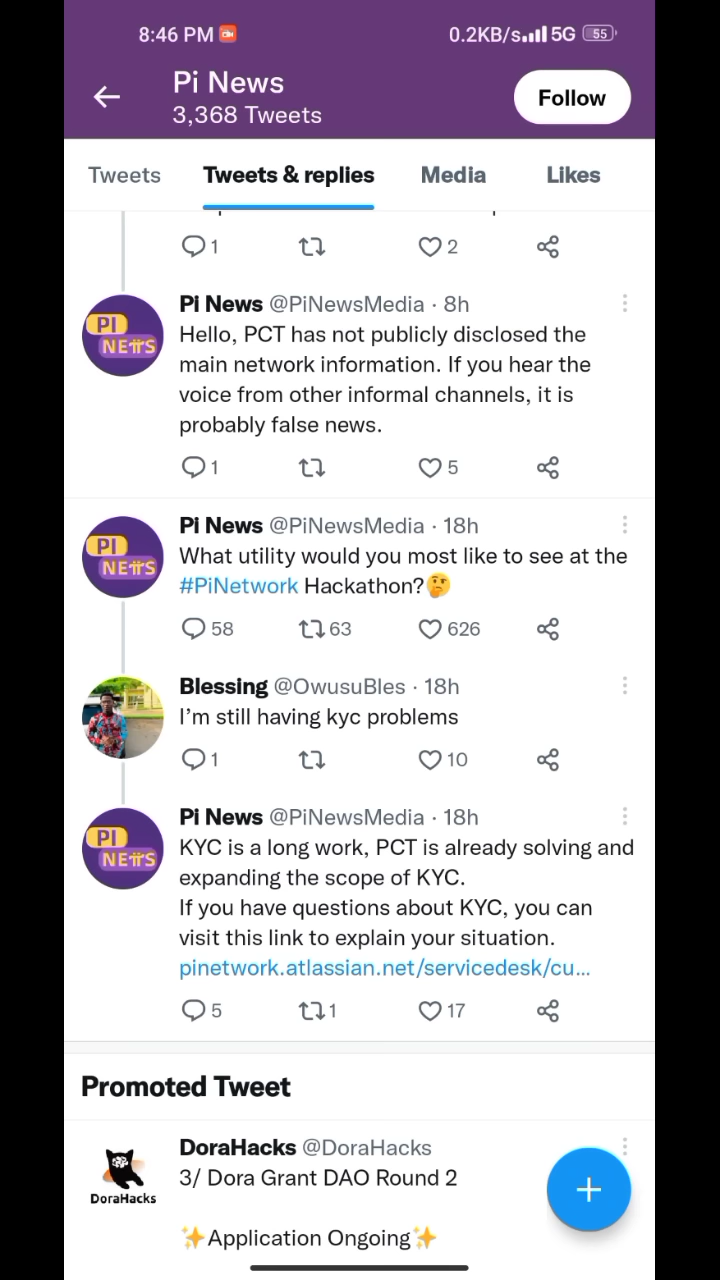 8:46 PM 0.2KB/s 5G 55
Pi News
3,368 Tweets
Follow
Tweets Tweets & replies Media Likes
1 2
Pi News @PiNewsMedia · 8h
PI
NEWS
Hello, PCT has not publicly disclosed the
main network information. If you hear the
voice from other informal channels, it is
probably false news.
1 5
Pi News @PiNewsMedia · 18h
PI
NEWS
What utility would you most like to see at the
#PiNetwork Hackathon?🤔
58 63 626
Blessing @OwusuBles · 18h
I’m still having kyc problems
1 10
Pi News @PiNewsMedia · 18h
PI
NEWS
KYC is a long work, PCT is already solving and
expanding the scope of KYC.
If you have questions about KYC, you can
visit this link to explain your situation.
pinetwork.atlassian.net/servicedesk/cu...
5 1 17
Promoted Tweet
DoraHacks @DoraHacks
DoraHacks
3/ Dora Grant DAO Round 2
✨Application Ongoing✨